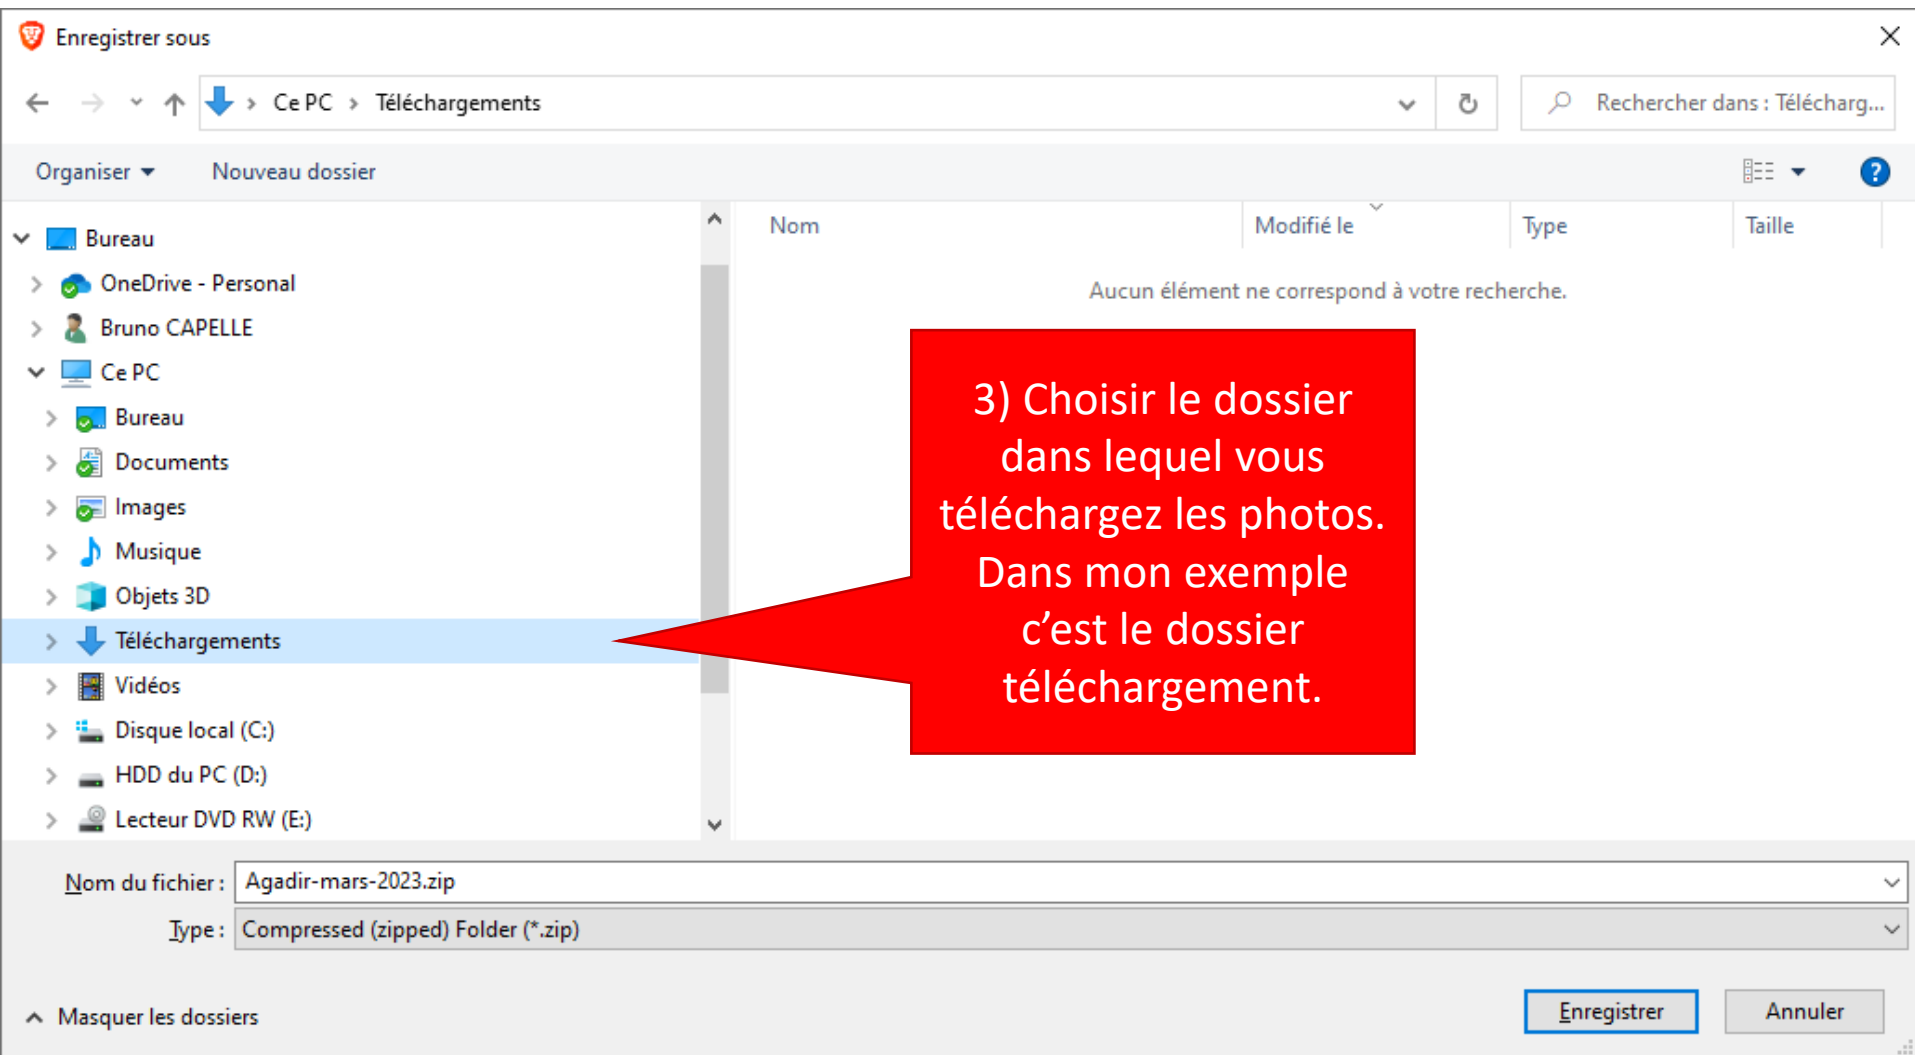 Enregistrer sous
Ce PC > Téléchargements
Rechercher dans : Télécharg...
Organiser
Nouveau dossier
Bureau
OneDrive - Personal
Bruno CAPELLE
Ce PC
Bureau
Documents
Images
Musique
Objets 3D
Téléchargements
Vidéos
Disque local (C:)
HDD du PC (D:)
Lecteur DVD RW (E:)
Nom
Modifié le
Type
Taille
Aucun élément ne correspond à votre recherche.
3) Choisir le dossier
dans lequel vous
téléchargez les photos.
Dans mon exemple
c’est le dossier
téléchargement.
Nom du fichier : Agadir-mars-2023.zip
Type : Compressed (zipped) Folder (*.zip)
Masquer les dossiers
Enregistrer
Annuler